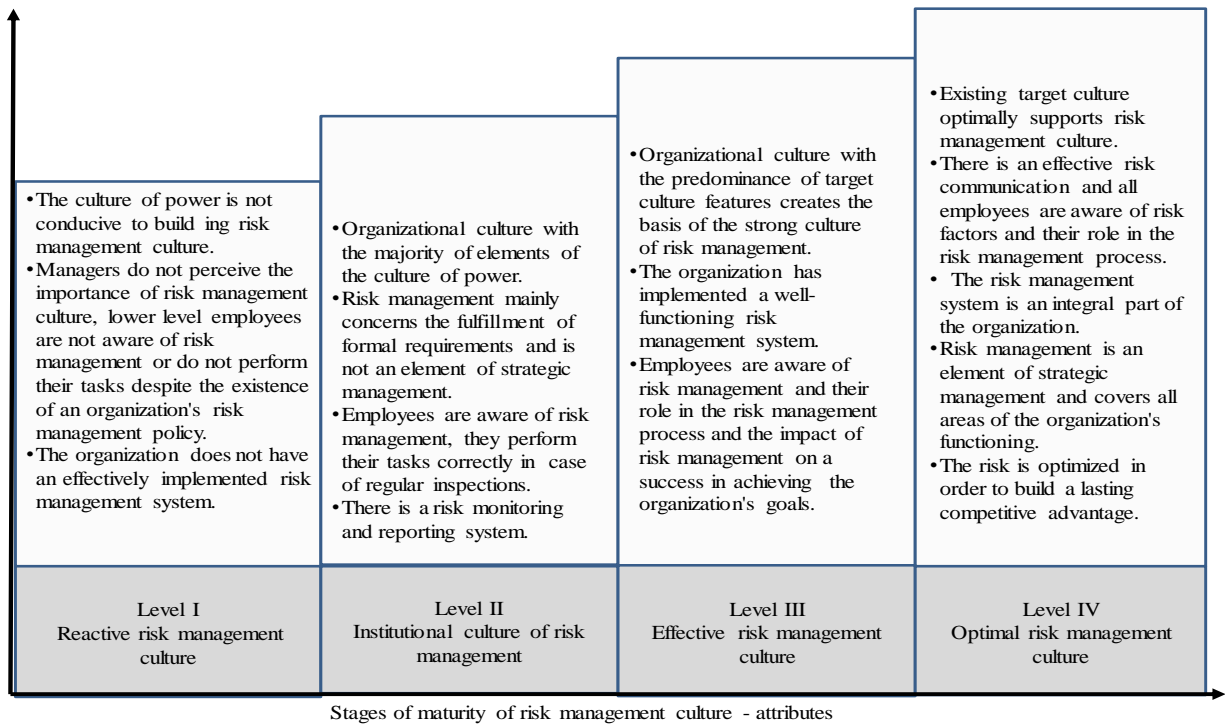 •The culture of power is not
conducive to build ing risk
management culture.
•Managers do not perceive the
importance of risk management
culture, lower level employees
are not aware of risk
management or do not perform
their tasks despite the existence
of an organization's risk
management policy.
•The organization does not have
an effectively implemented risk
management system.
Level I
Reactive risk management
culture
•Organizational culture with
the majority of elements of
the culture of power.
•Risk management mainly
concerns the fulfillment of
formal requirements and is
not an element of strategic
management.
•Employees are aware of risk
management, they perform
their tasks correctly in case
of regular inspections.
•There is a risk monitoring
and reporting system.
Level II
Institutional culture of risk
management
•Organizational culture with
the predominance of target
culture features creates the
basis of the strong culture
of risk management.
•The organization has
implemented a well-
functioning risk
management system.
•Employees are aware of
risk management and their
role in the risk management
process and the impact of
risk management on a
success in achieving the
organization's goals.
Level III
Effective risk management
culture
•Existing target culture
optimally supports risk
management culture.
•There is an effective risk
communication and all
employees are aware of risk
factors and their role in the
risk management process.
• The risk management
system is an integral part of
the organization.
•Risk management is an
element of strategic
management and covers all
areas of the organization's
functioning.
•The risk is optimized in
order to build a lasting
competitive advantage.
Level IV
Optimal risk management
culture
Stages of maturity of risk management culture - attributes